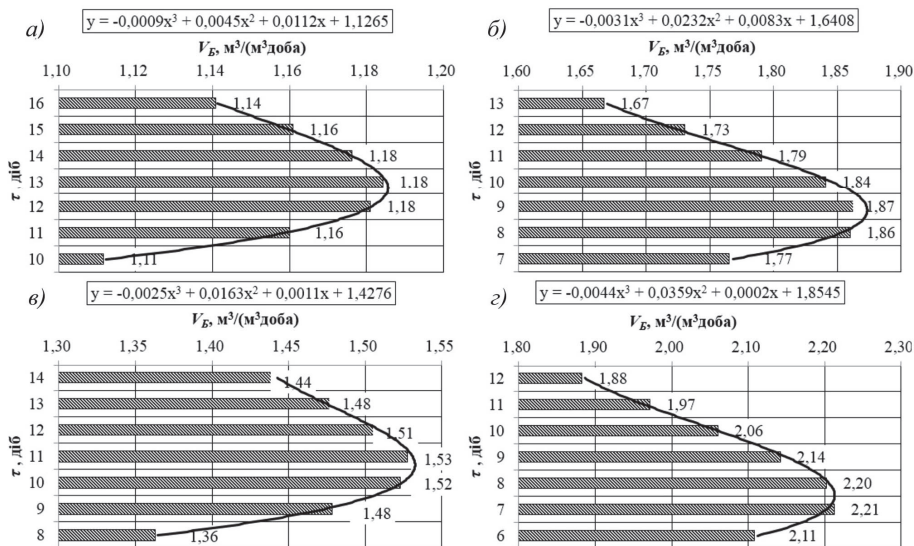 а) y = -0,0009x³ + 0,0045x² + 0,0112x + 1,1265
V_Б, м³/(м³доба)
1,10 1,12 1,14 1,16 1,18 1,20
τ, діб
16 1,14
15 1,16
14 1,18
13 1,18
12 1,18
11 1,16
10 1,11
б) y = -0,0031x³ + 0,0232x² + 0,0083x + 1,6408
V_Б, м³/(м³доба)
1,60 1,65 1,70 1,75 1,80 1,85 1,90
τ, діб
13 1,67
12 1,73
11 1,79
10 1,84
9 1,87
8 1,86
7 1,77
в) y = -0,0025x³ + 0,0163x² + 0,0011x + 1,4276
V_Б, м³/(м³доба)
1,30 1,35 1,40 1,45 1,50 1,55
τ, діб
14 1,44
13 1,48
12 1,51
11 1,53
10 1,52
9 1,48
8 1,36
г) y = -0,0044x³ + 0,0359x² + 0,0002x + 1,8545
V_Б, м³/(м³доба)
1,80 1,90 2,00 2,10 2,20 2,30
τ, діб
12 1,88
11 1,97
10 2,06
9 2,14
8 2,20
7 2,21
6 2,11